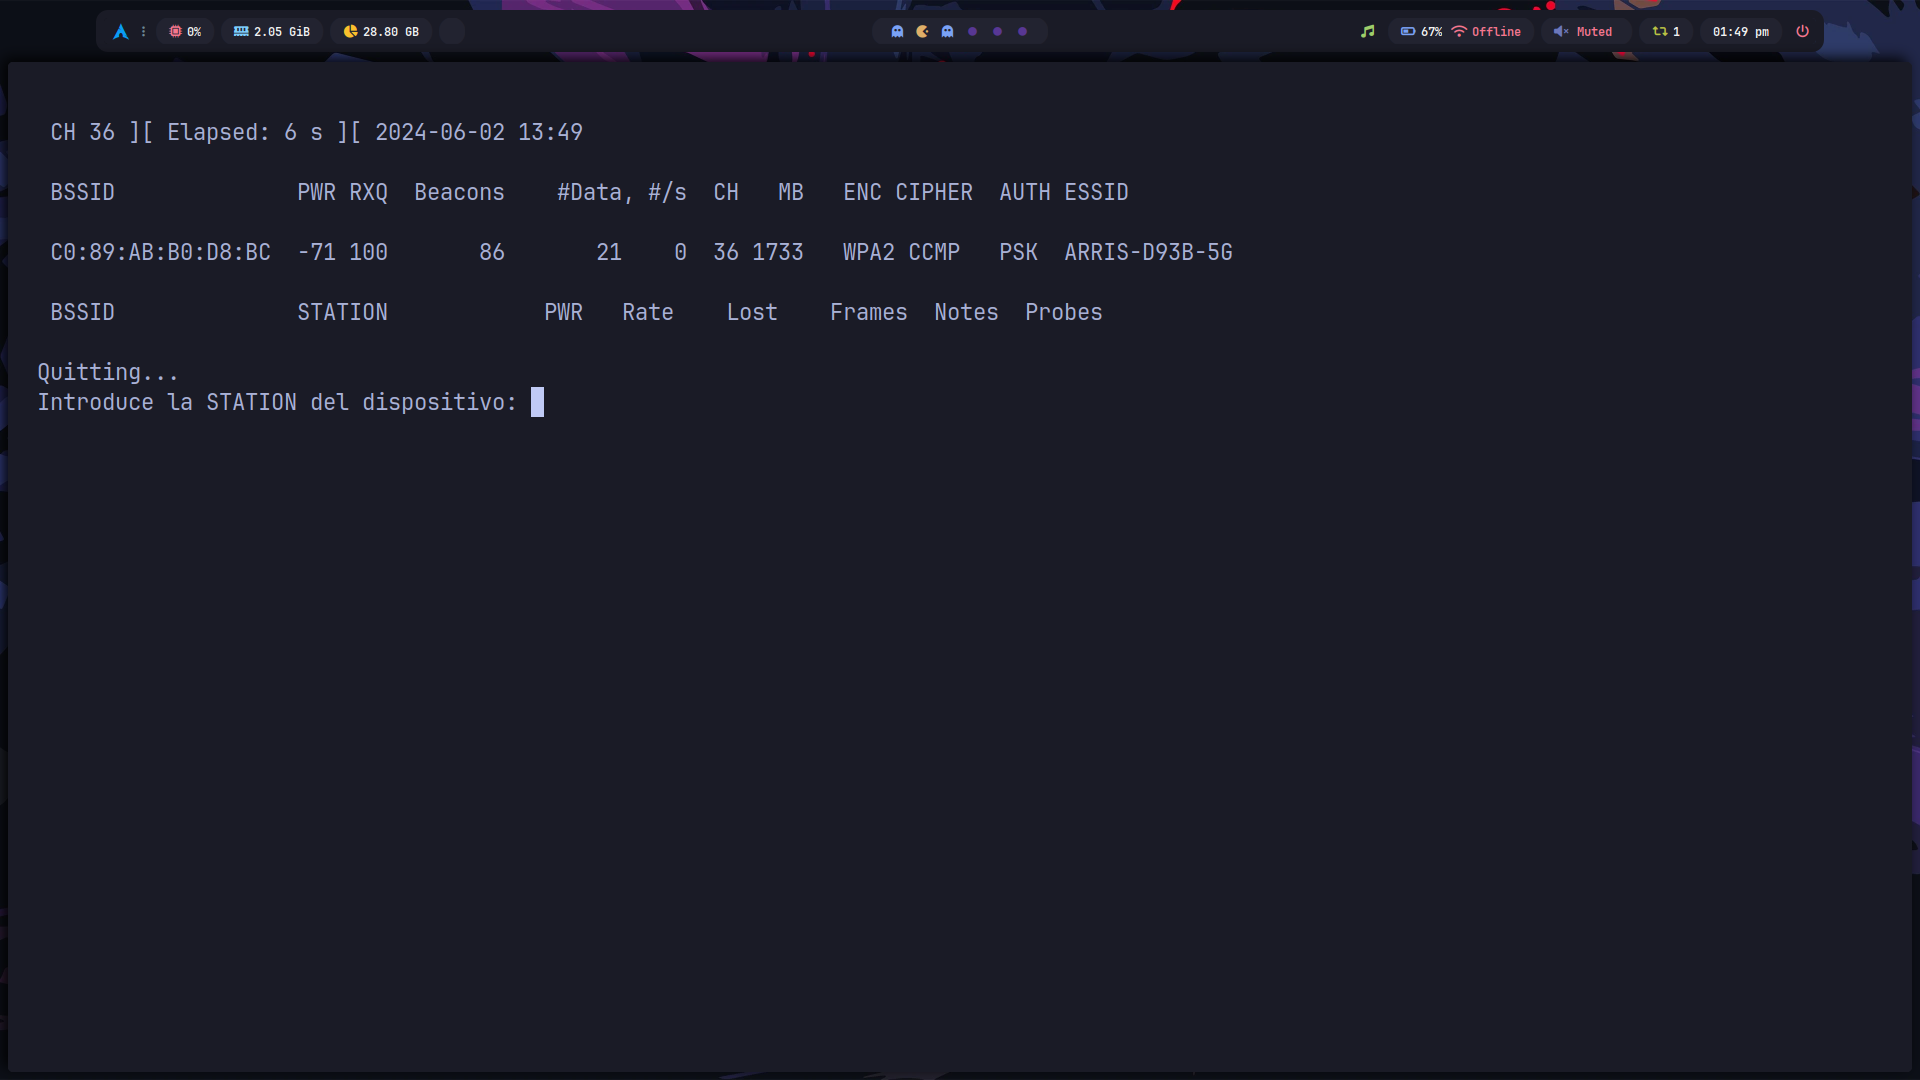 0% 2.05 GiB 28.80 GB 67% Offline Muted 1 01:49 pm
CH 36 ][ Elapsed: 6 s ][ 2024-06-02 13:49
BSSID PWR RXQ Beacons #Data, #/s CH MB ENC CIPHER AUTH ESSID
C0:89:AB:B0:D8:BC -71 100 86 21 0 36 1733 WPA2 CCMP PSK ARRIS-D93B-5G
BSSID STATION PWR Rate Lost Frames Notes Probes
Quitting...
Introduce la STATION del dispositivo: